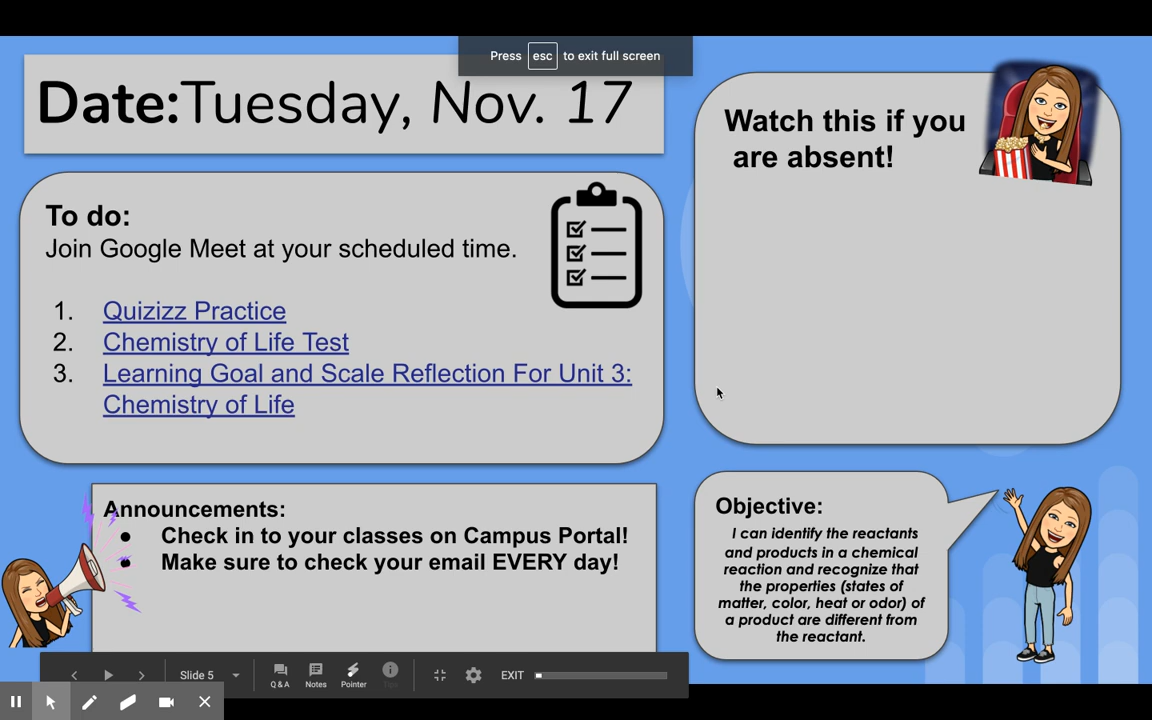 Press esc to exit full screen
Date:Tuesday, Nov. 17
Watch this if you
are absent!
To do:
Join Google Meet at your scheduled time.
1. Quizizz Practice
2. Chemistry of Life Test
3. Learning Goal and Scale Reflection For Unit 3:
Chemistry of Life
Announcements:
● Check in to your classes on Campus Portal!
● Make sure to check your email EVERY day!
Objective:
I can identify the reactants
and products in a chemical
reaction and recognize that
the properties (states of
matter, color, heat or odor) of
a product are different from
the reactant.
Slide 5
Q & A
Notes
Pointer
EXIT